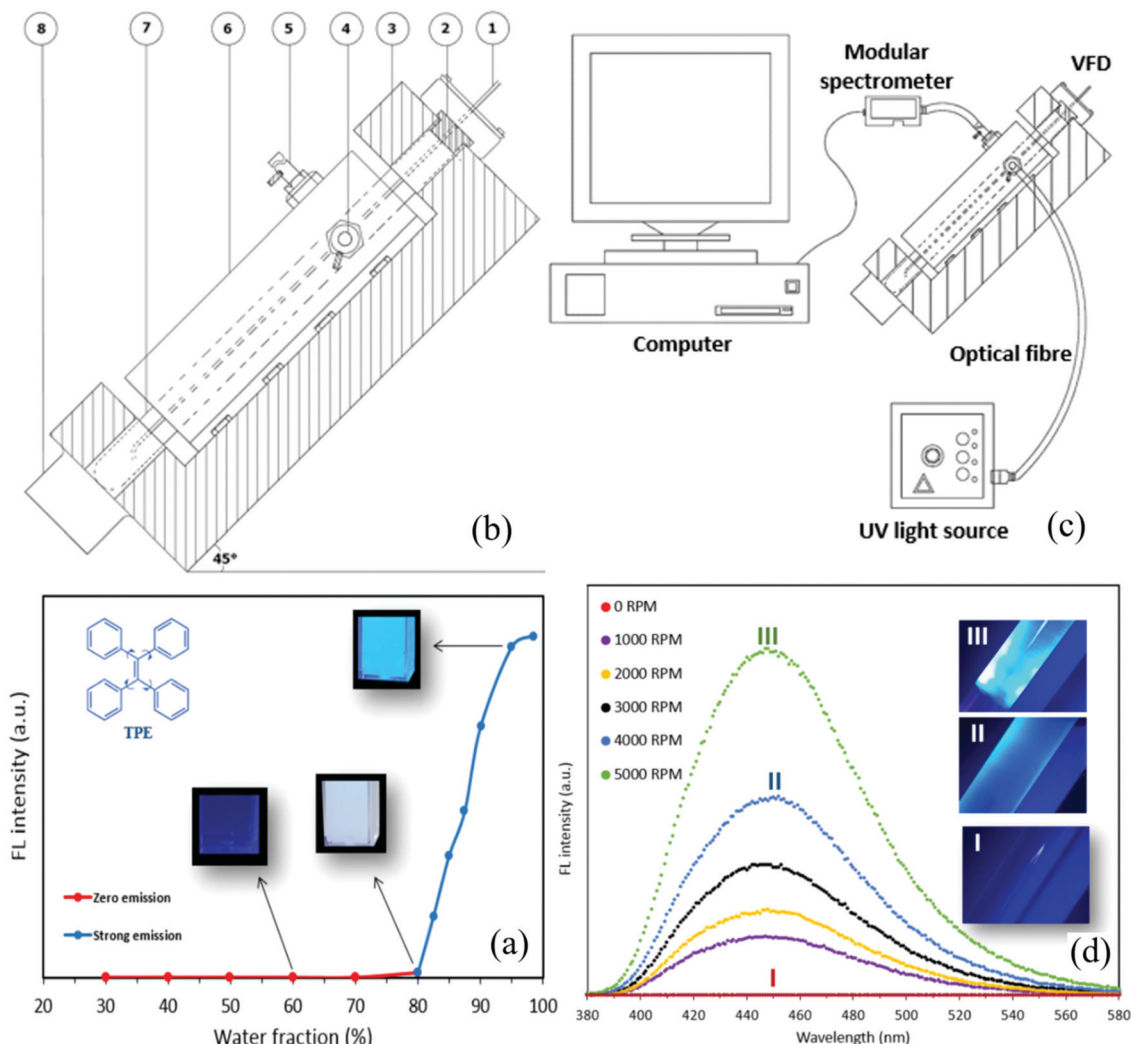 8 7 6 5 4 3 2 1
45°
(b)
Modular
spectrometer
VFD
Computer
Optical fibre
UV light source
(c)
FL intensity (a.u.)
TPE
Zero emission
Strong emission
(a)
20 30 40 50 60 70 80 90 100
Water fraction (%)
FL intensity (a.u.)
0 RPM
1000 RPM
2000 RPM
3000 RPM
4000 RPM
5000 RPM
III
II
I
III
II
I
(d)
380 400 420 440 460 480 500 520 540 560 580
Wavelength (nm)